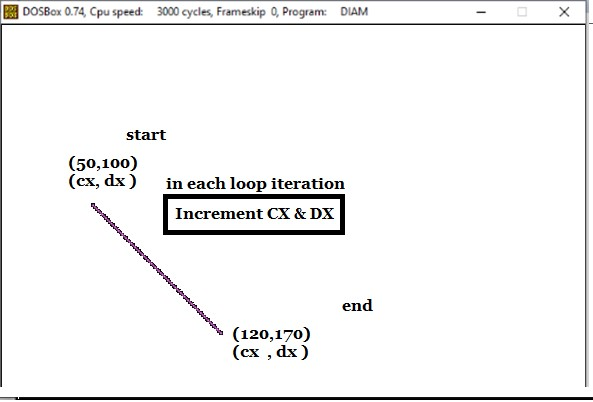 DOSBox 0.74, Cpu speed: 3000 cycles, Frameskip 0, Program: DIAM
start
(50,100)
(cx, dx )
in each loop iteration
Increment CX & DX
end
(120,170)
(cx , dx )